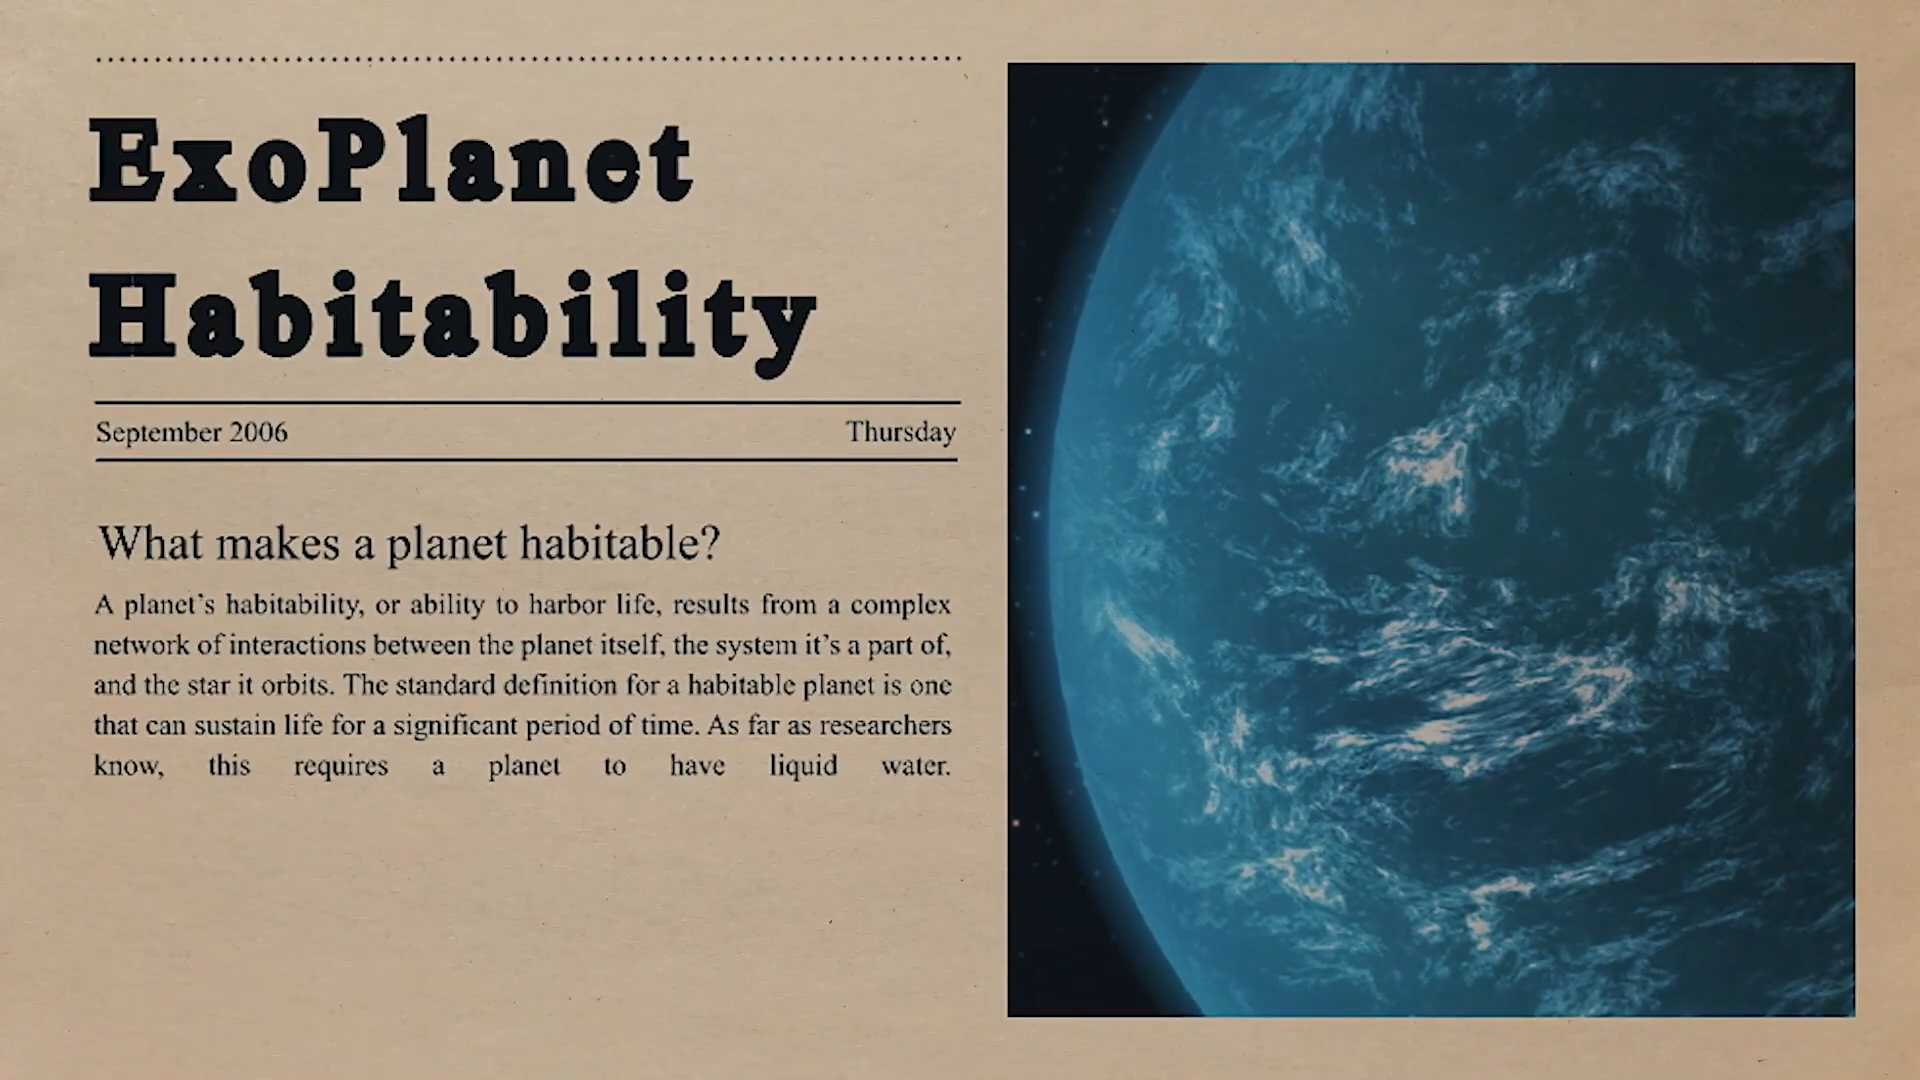 ExoPlanet
Habitability
September 2006 Thursday
What makes a planet habitable?
A planet's habitability, or ability to harbor life, results from a complex
network of interactions between the planet itself, the system it's a part of,
and the star it orbits. The standard definition for a habitable planet is one
that can sustain life for a significant period of time. As far as researchers
know, this requires a planet to have liquid water.